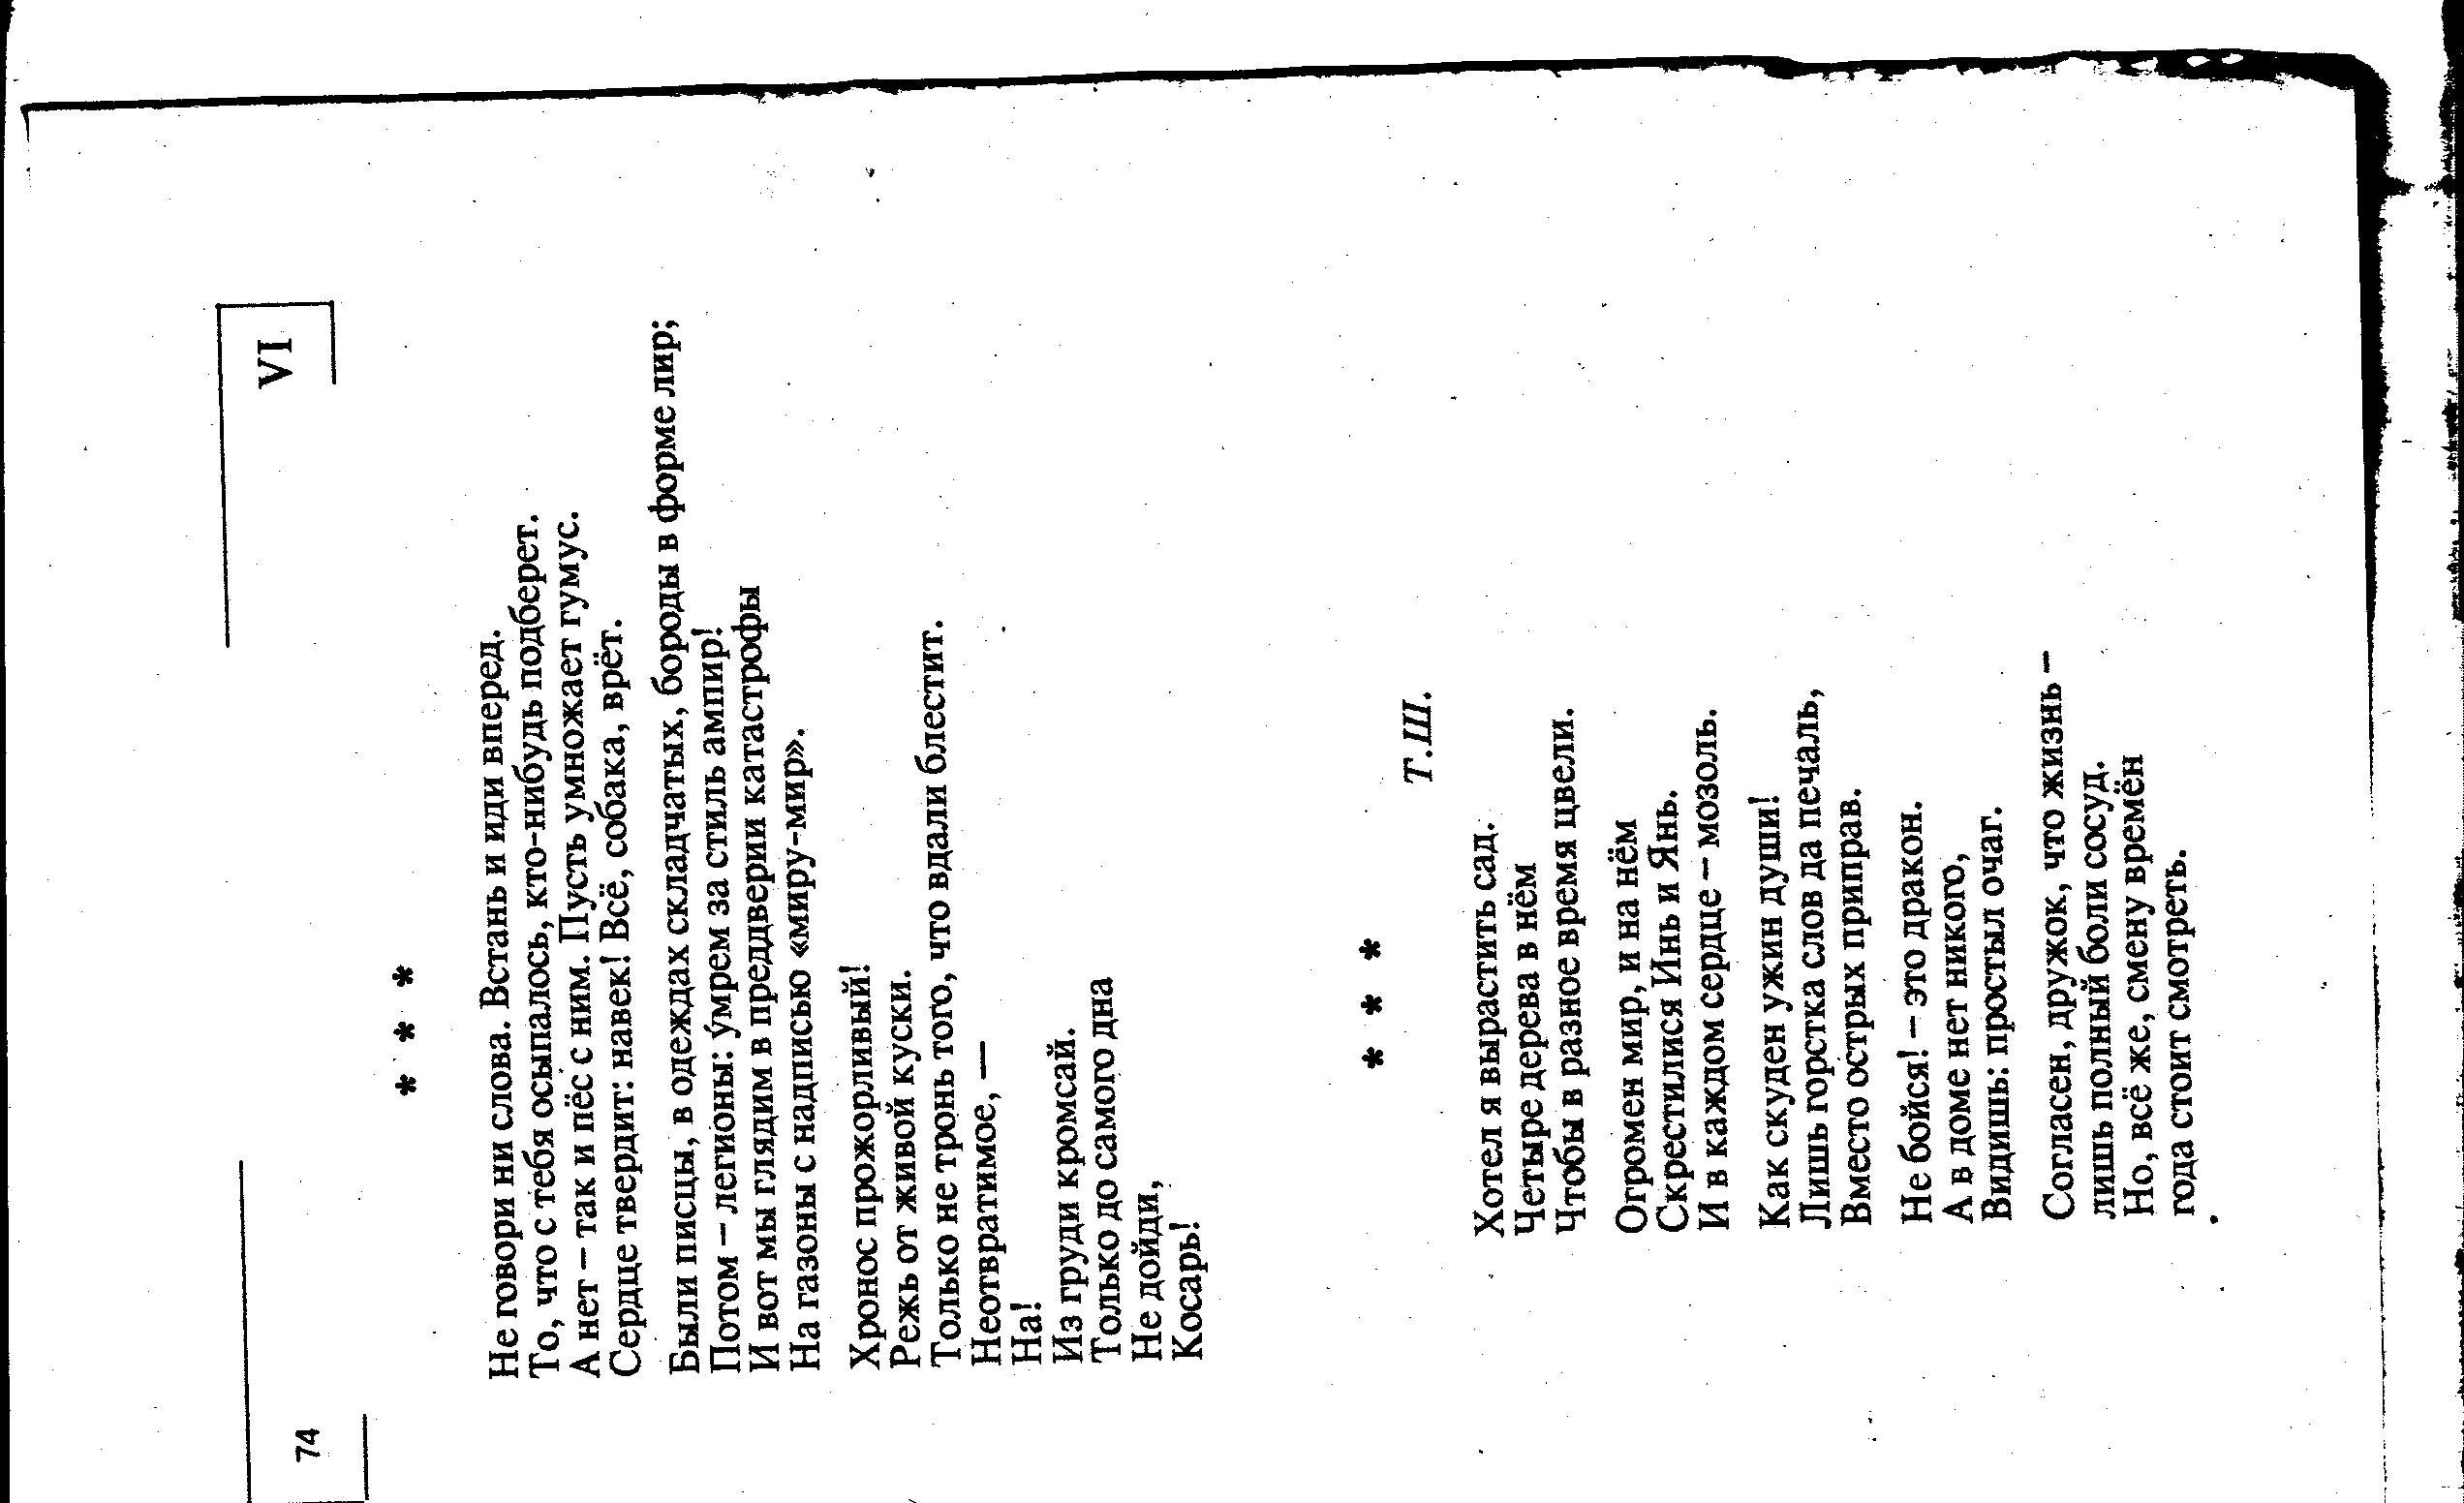 74
VI
* * *
Не говори ни слова. Встань и иди вперед.
То, что с тебя осыпалось, кто-нибудь подберет.
А нет – так и пёс с ним. Пусть умножает гумус.
Сердце твердит: навек! Всё, собака, врёт.
Были писцы, в одеждах складчатых, бороды в форме лир;
Потом – легионы: у́мрем за стиль ампир!
И вот мы глядим в преддверии катастрофы
На газоны с надписью «миру-мир».
Хронос прожорливый!
Режь от живой куски.
Только не тронь того, что вдали блестит.
Неотвратимое, —
На!
Из груди кромсай.
Только до самого дна
Не дойди,
Косарь!
* * *
Т.Ш.
Хотел я вырастить сад.
Четыре дерева в нём
Чтобы в разное время цвели.
Огромен мир, и на нём
Скрестилися Инь и Янь.
И в каждом сердце – мозоль.
Как скуден ужин души!
Лишь горстка слов да печаль,
Вместо острых приправ.
Не бойся! – это дракон.
А в доме нет никого,
Видишь: простыл очаг.
Согласен, дружок, что жизнь –
лишь полный боли сосуд.
Но, всё же, смену времён
года стоит смотреть.